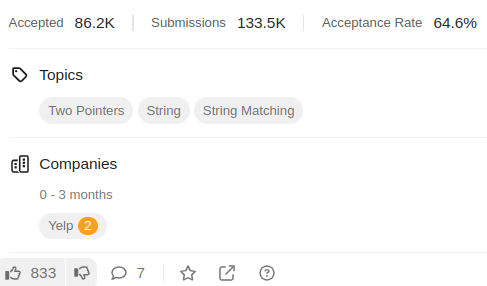 Accepted 86.2K Submissions 133.5K Acceptance Rate 64.6%
Topics
Two Pointers String String Matching
Companies
0 - 3 months
Yelp 2
833 7